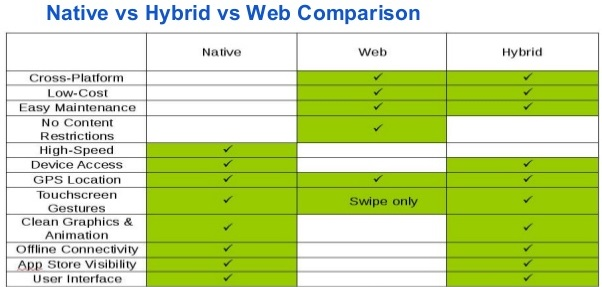 Native vs Hybrid vs Web Comparison
Native Web Hybrid
Cross-Platform ✓ ✓
Low-Cost ✓ ✓
Easy Maintenance ✓ ✓
No Content
Restrictions ✓
High-Speed ✓
Device Access ✓ ✓
GPS Location ✓ ✓ ✓
Touchscreen
Gestures ✓ Swipe only ✓
Clean Graphics &
Animation ✓ ✓
Offline Connectivity ✓ ✓
App Store Visibility ✓ ✓
User Interface ✓ ✓